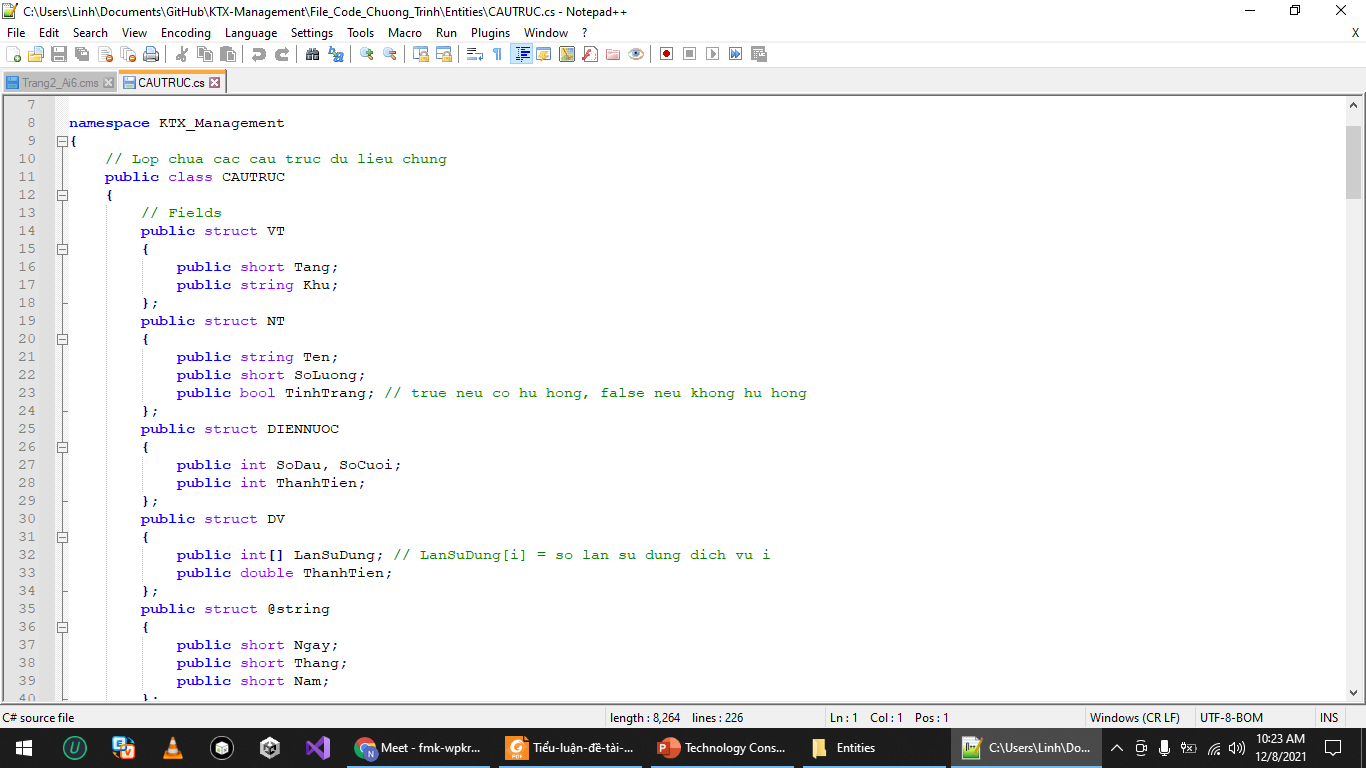 C:\Users\Linh\Documents\GitHub\KTX-Management\File_Code_Chuong_Trinh\Entities\CAUTRUC.cs - Notepad++
File Edit Search View Encoding Language Settings Tools Macro Run Plugins Window ? X
Trang2_Ai6.cms CAUTRUC.cs
7
8 namespace KTX_Management
9 {
10 // Lop chua cac cau truc du lieu chung
11 public class CAUTRUC
12 {
13 // Fields
14 public struct VT
15 {
16 public short Tang;
17 public string Khu;
18 };
19 public struct NT
20 {
21 public string Ten;
22 public short SoLuong;
23 public bool TinhTrang; // true neu co hu hong, false neu khong hu hong
24 };
25 public struct DIENNUOC
26 {
27 public int SoDau, SoCuoi;
28 public int ThanhTien;
29 };
30 public struct DV
31 {
32 public int[] LanSuDung; // LanSuDung[i] = so lan su dung dich vu i
33 public double ThanhTien;
34 };
35 public struct @string
36 {
37 public short Ngay;
38 public short Thang;
39 public short Nam;
40 };
C# source file length : 8,264 lines : 226 Ln : 1 Col : 1 Pos : 1 Windows (CR LF) UTF-8-BOM INS
Meet - fmk-wpkr... Tiểu-luận-đề-tài-... Technology Cons... Entities C:\Users\Linh\Do... 10:23 AM
12/8/2021